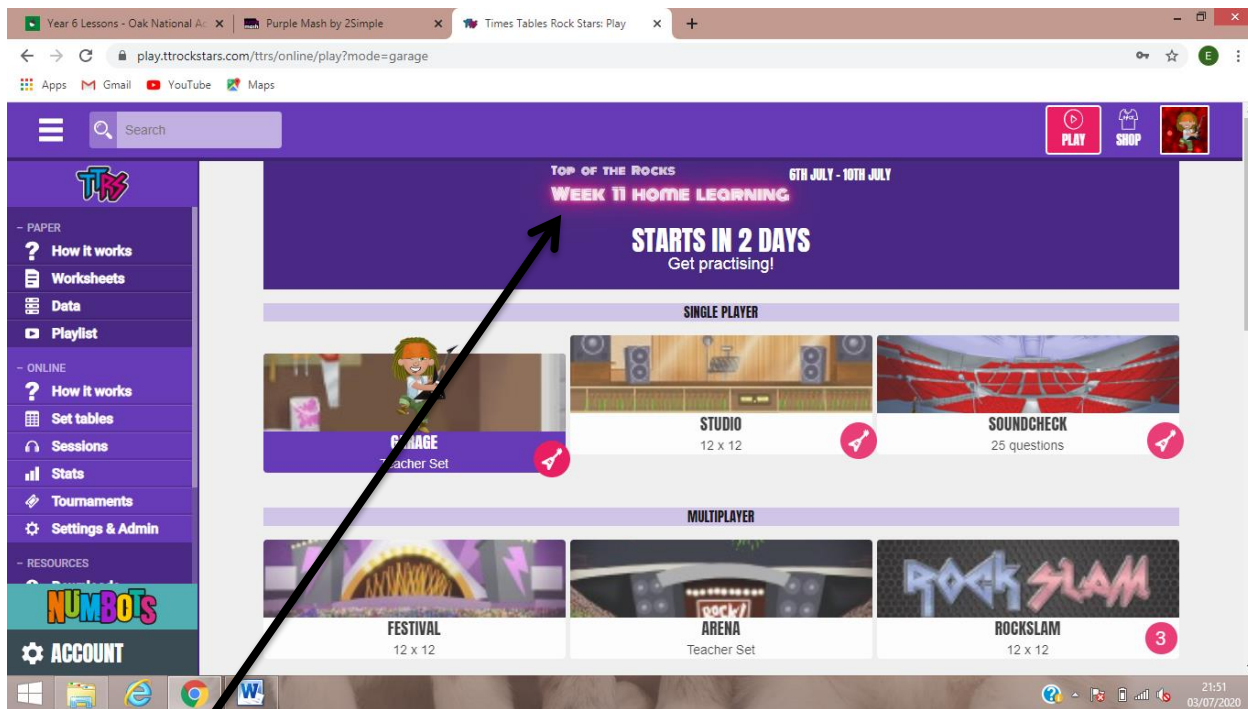 Year 6 Lessons - Oak National Ac
Purple Mash by 2Simple
Times Tables Rock Stars: Play
play.ttrockstars.com/ttrs/online/play?mode=garage
E
Apps Gmail YouTube Maps
Search
PLAY
SHOP
TTRS
TOP OF THE ROCKS
6TH JULY - 10TH JULY
WEEK 11 HOME LEARNING
STARTS IN 2 DAYS
Get practising!
– PAPER
? How it works
Worksheets
Data
Playlist
– ONLINE
? How it works
Set tables
Sessions
Stats
Tournaments
Settings & Admin
– RESOURCES
NUMBOTS
ACCOUNT
SINGLE PLAYER
GARAGE
Teacher Set
STUDIO
12 x 12
SOUNDCHECK
25 questions
MULTIPLAYER
ROCK!
ROCK SLAM
FESTIVAL
12 x 12
ARENA
Teacher Set
ROCKSLAM
12 x 12
3
21:51
03/07/2020